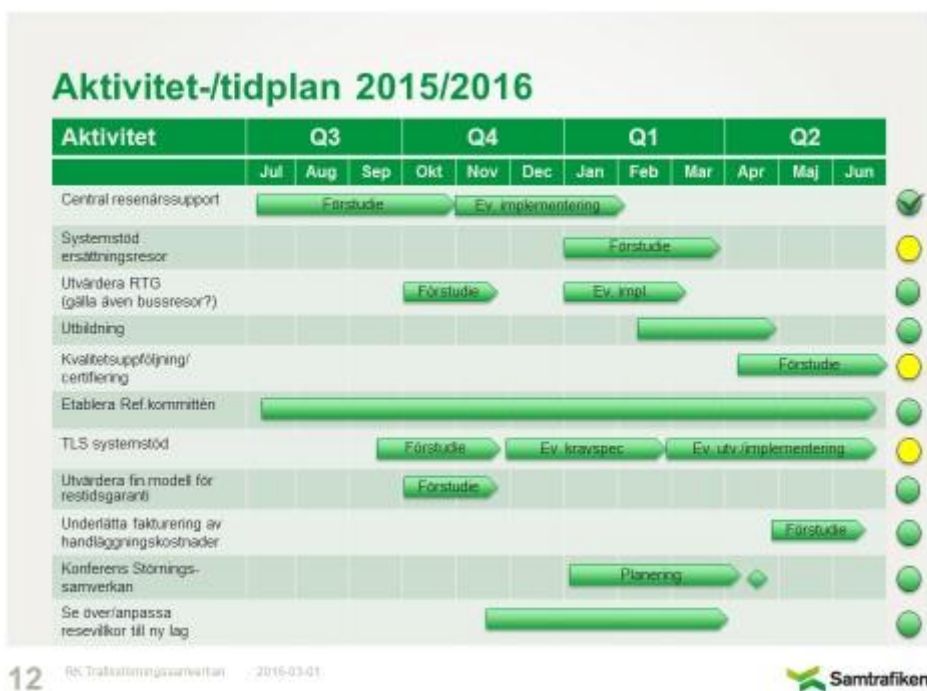 Aktivitet-/tidplan 2015/2016
Aktivitet Q3 Q4 Q1 Q2
Jul Aug Sep Okt Nov Dec Jan Feb Mar Apr Maj Jun
Central resenärssupport Förstudie Ev. implementering
Systemstöd
ersättningsresor Förstudie
Utvärdera RTG
(gälla även bussresor?) Förstudie Ev. impl
Utbildning
Kvalitetsuppföljning/
certifiering Förstudie
Etablera Ref.kommittén
TLS systemstöd Förstudie Ev. kravspec Ev. utv./implementering
Utvärdera fin.modell för
restidsgaranti Förstudie
Underlätta fakturering av
handläggningskostnader Förstudie
Konferens Störnings-
samverkan Planering
Se över/anpassa
resevillkor till ny lag
12 2016-03-01 Samtrafiken